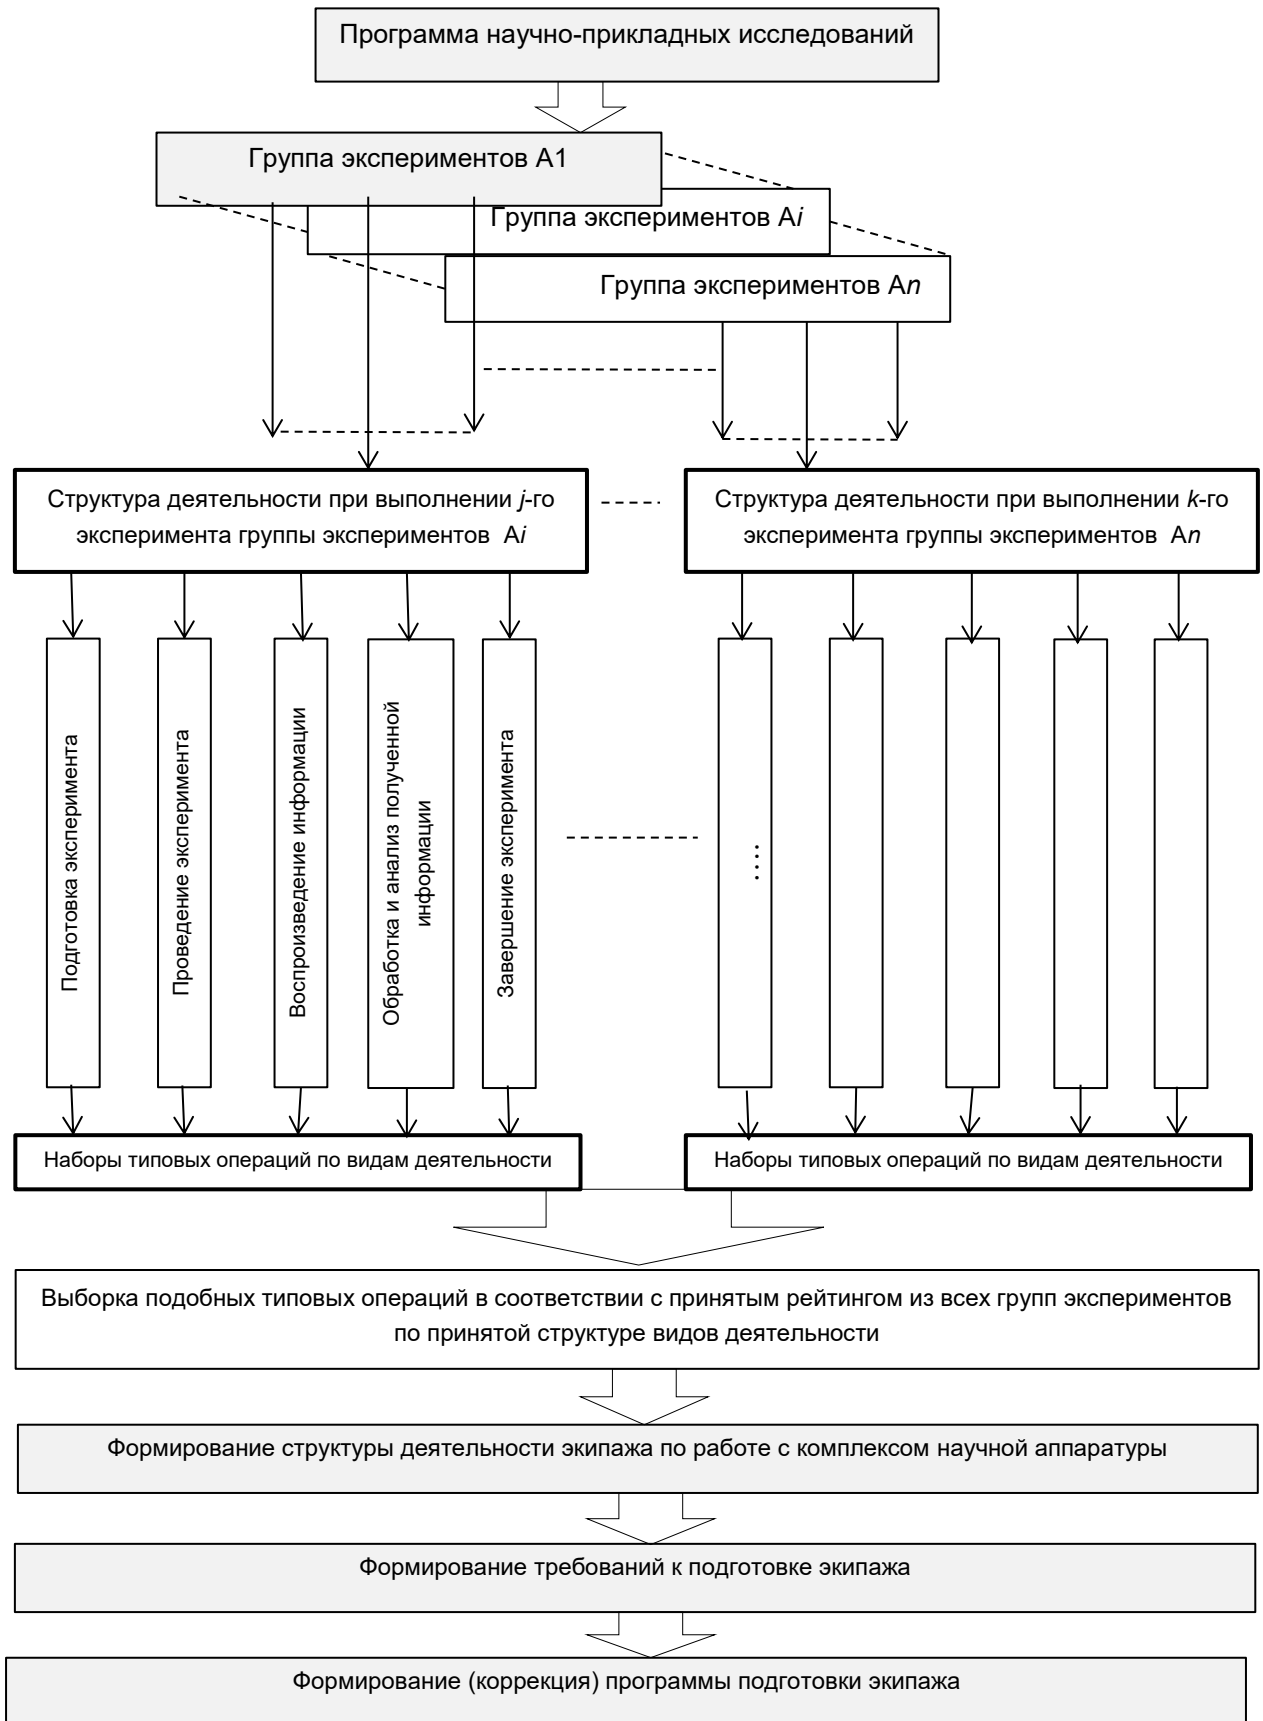 Программа научно-прикладных исследований
Группа экспериментов А1
Группа экспериментов Аi
Группа экспериментов Аn
Структура деятельности при выполнении j-го
эксперимента группы экспериментов Аi
Структура деятельности при выполнении k-го
эксперимента группы экспериментов Аn
Подготовка эксперимента
Проведение эксперимента
Воспроизведение информации
Обработка и анализ полученной
информации
Завершение эксперимента
....
Наборы типовых операций по видам деятельности
Наборы типовых операций по видам деятельности
Выборка подобных типовых операций в соответствии с принятым рейтингом из всех групп экспериментов
по принятой структуре видов деятельности
Формирование структуры деятельности экипажа по работе с комплексом научной аппаратуры
Формирование требований к подготовке экипажа
Формирование (коррекция) программы подготовки экипажа